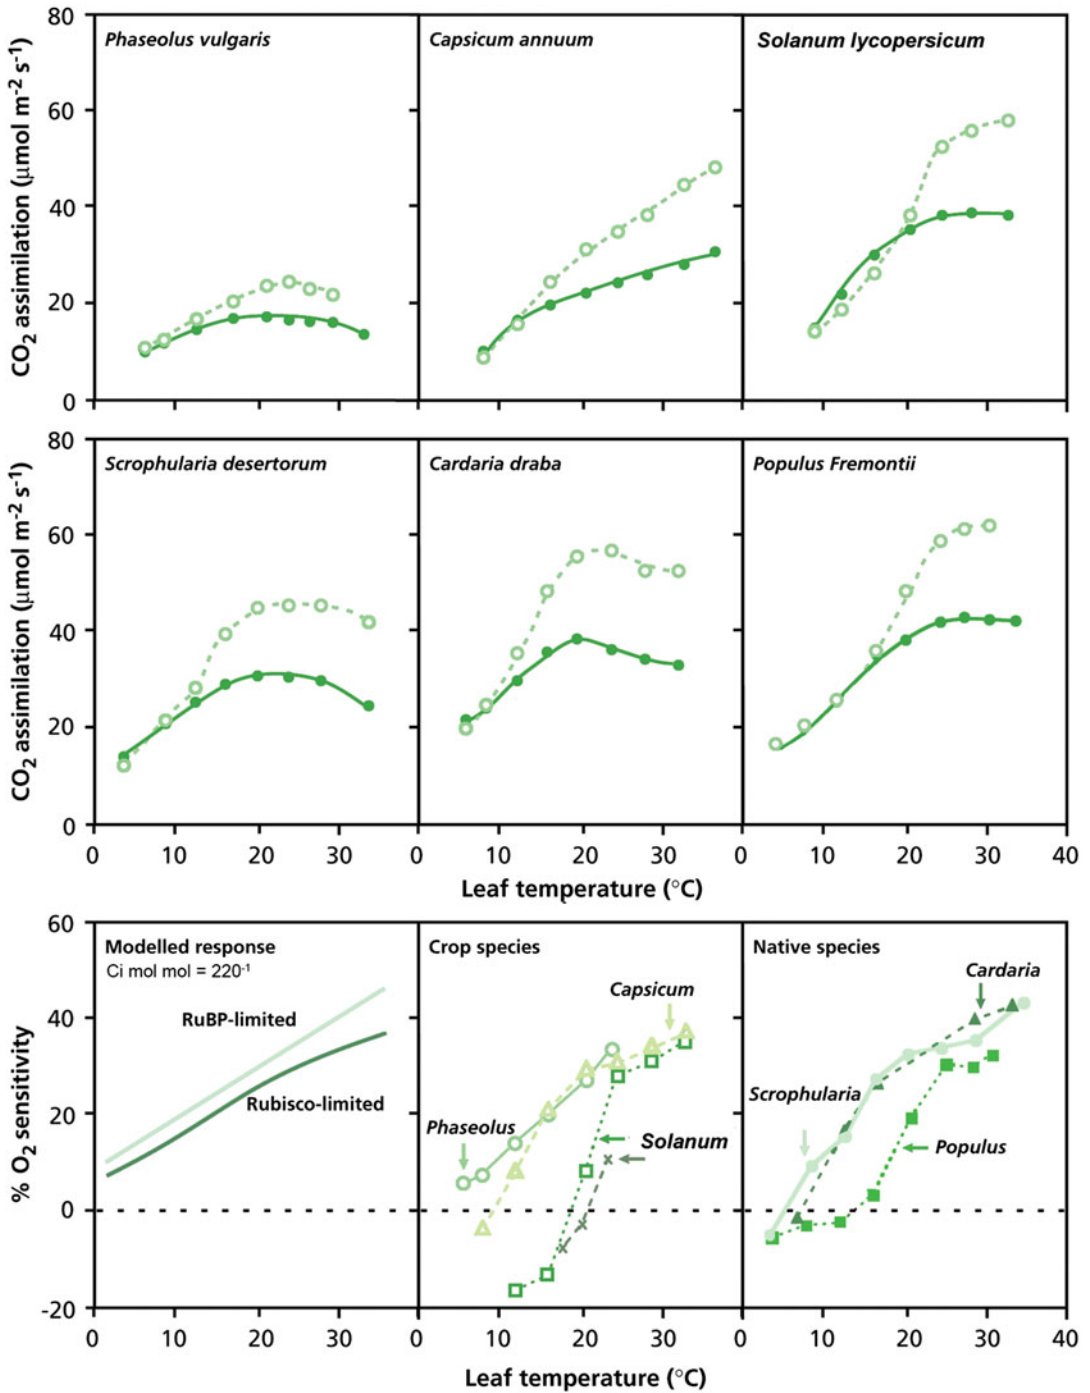 80
60
40
20
0
CO2 assimilation (μmol m-2 s-1)
Phaseolus vulgaris
Capsicum annuum
Solanum lycopersicum
80
60
40
20
0
CO2 assimilation (μmol m-2 s-1)
Scrophularia desertorum
Cardaria draba
Populus Fremontii
0 10 20 30 0 10 20 30 0 10 20 30 40
Leaf temperature (°C)
60
40
20
0
-20
% O2 sensitivity
Modelled response
Ci mol mol = 220-1
RuBP-limited
Rubisco-limited
Crop species
Capsicum
Phaseolus
Solanum
Native species
Cardaria
Scrophularia
Populus
0 10 20 30 0 10 20 30 0 10 20 30 40
Leaf temperature (°C)